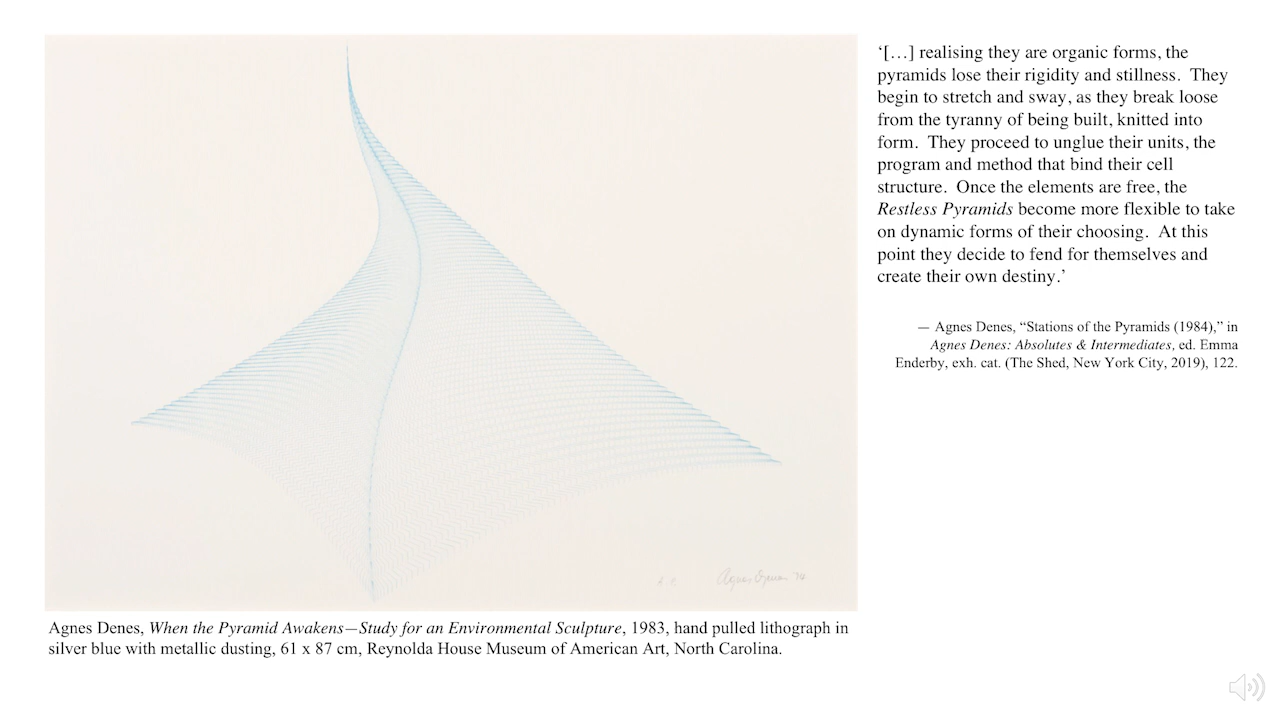 ‘[…] realising they are organic forms, the
pyramids lose their rigidity and stillness.  They
begin to stretch and sway, as they break loose
from the tyranny of being built, knitted into
form.  They proceed to unglue their units, the
program and method that bind their cell
structure.  Once the elements are free, the
Restless Pyramids become more flexible to take
on dynamic forms of their choosing.  At this
point they decide to fend for themselves and
create their own destiny.’
— Agnes Denes, “Stations of the Pyramids (1984),” in
Agnes Denes: Absolutes & Intermediates, ed. Emma
Enderby, exh. cat. (The Shed, New York City, 2019), 122.
Agnes Denes
Agnes Denes, When the Pyramid Awakens—Study for an Environmental Sculpture, 1983, hand pulled lithograph in
silver blue with metallic dusting, 61 x 87 cm, Reynolda House Museum of American Art, North Carolina.